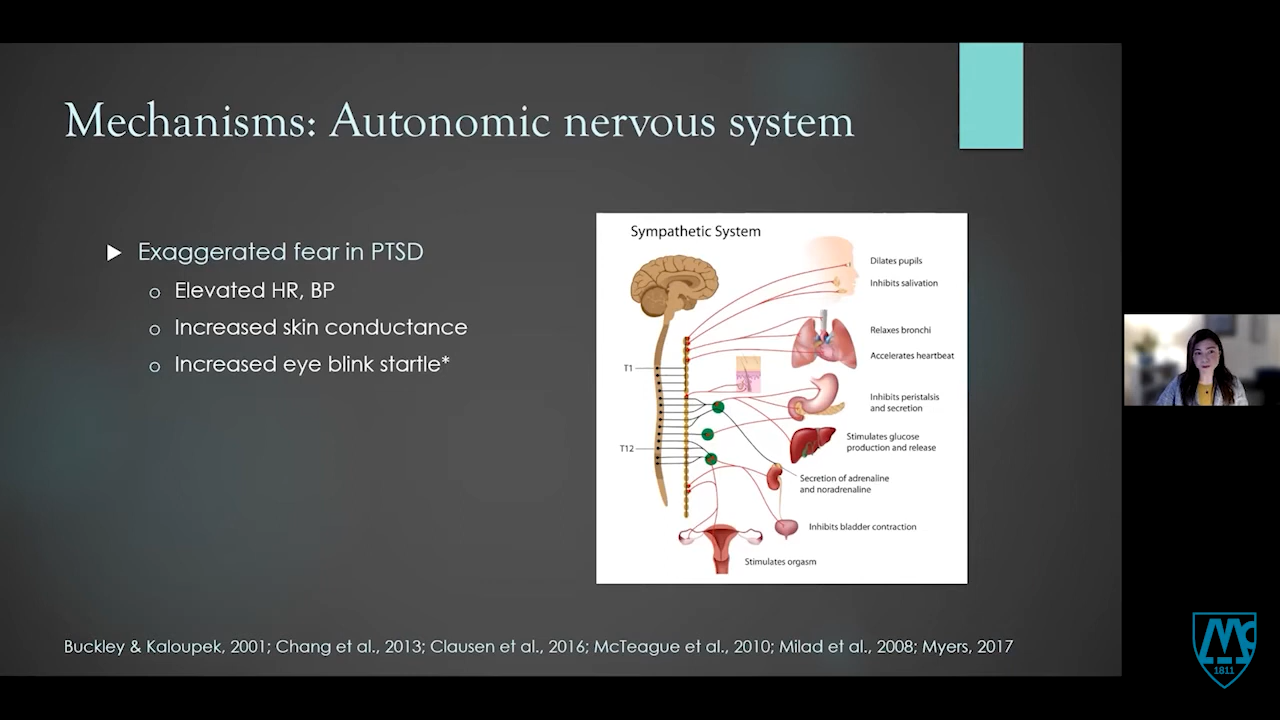 Mechanisms: Autonomic nervous system
Exaggerated fear in PTSD
Elevated HR, BP
Increased skin conductance
Increased eye blink startle*
Sympathetic System
Dilates pupils
Inhibits salivation
Relaxes bronchi
Accelerates heartbeat
T1
Inhibits peristalsis
and secretion
Stimulates glucose
production and release
T12
Secretion of adrenaline
and noradrenaline
Inhibits bladder contraction
Stimulates orgasm
Buckley & Kaloupek, 2001; Chang et al., 2013; Clausen et al., 2016; McTeague et al., 2010; Milad et al., 2008; Myers, 2017
Mc
1811